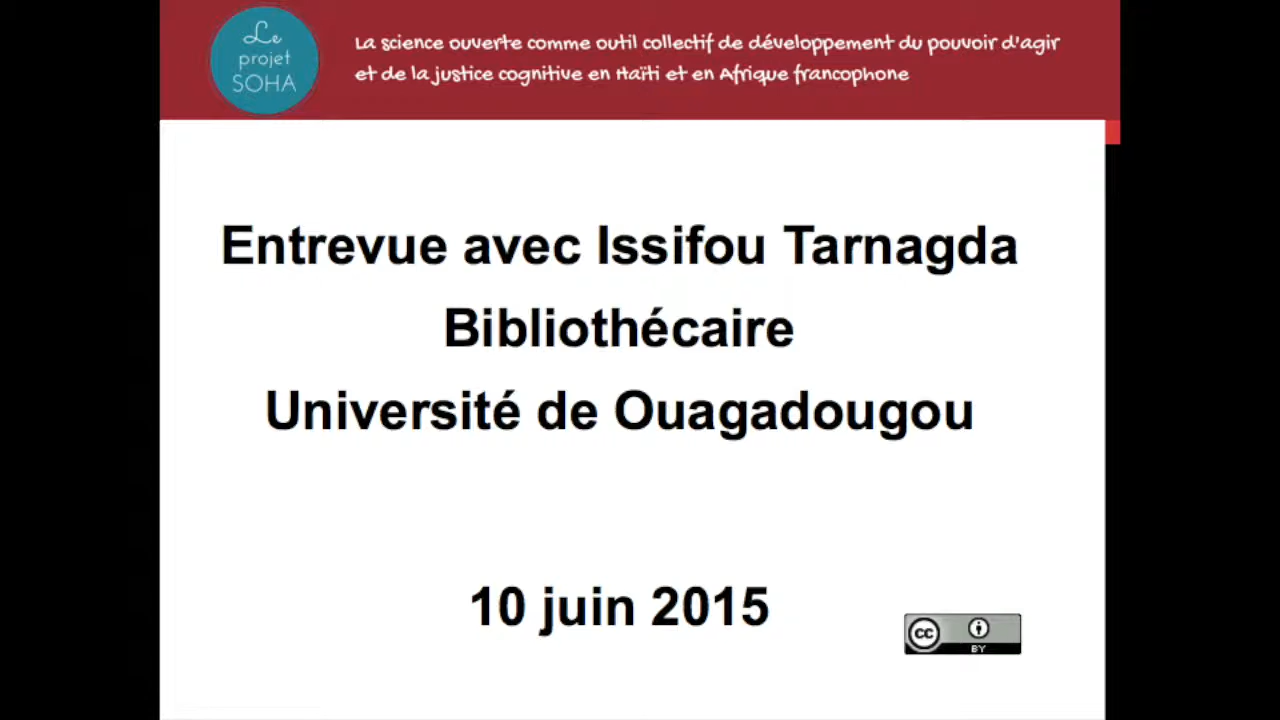 Le
projet
SOHA
La science ouverte comme outil collectif de développement du pouvoir d'agir
et de la justice cognitive en Haïti et en Afrique francophone
Entrevue avec Issifou Tarnagda
Bibliothécaire
Université de Ouagadougou
10 juin 2015
cc
BY